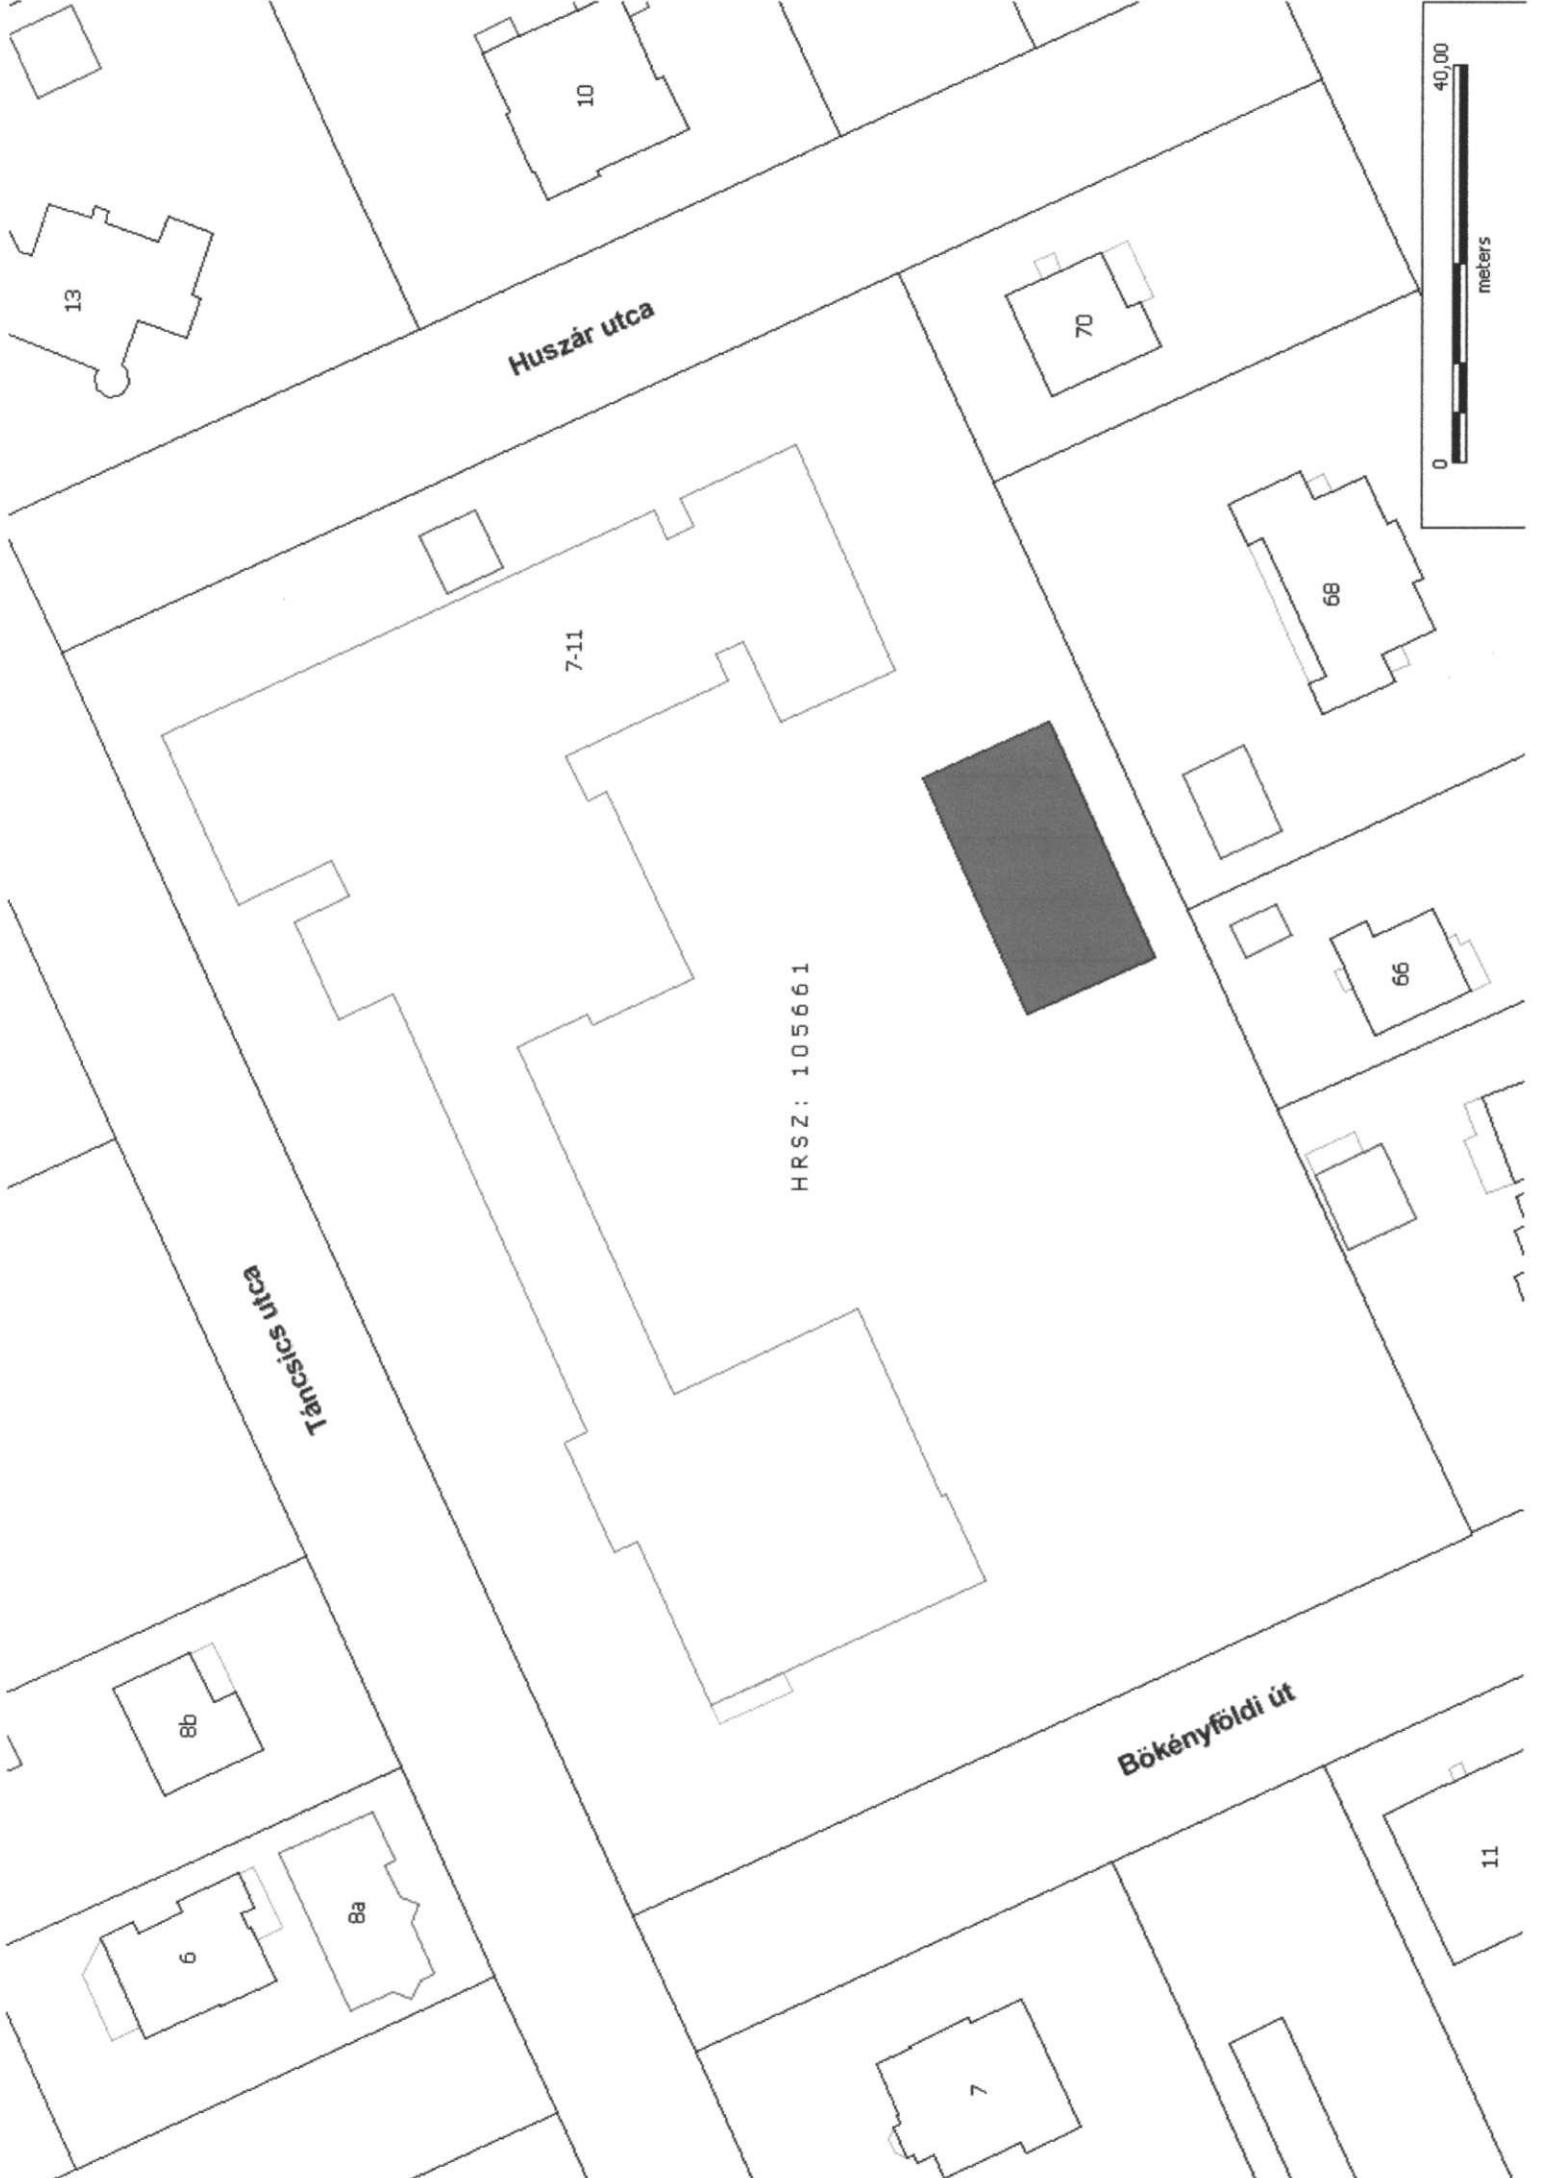 13
10
Huszár utca
70
7-11
68
HRSZ: 105661
66
Táncsics utca
8b
8a
6
Bökényföldi út
11
7
0
40,00
meters